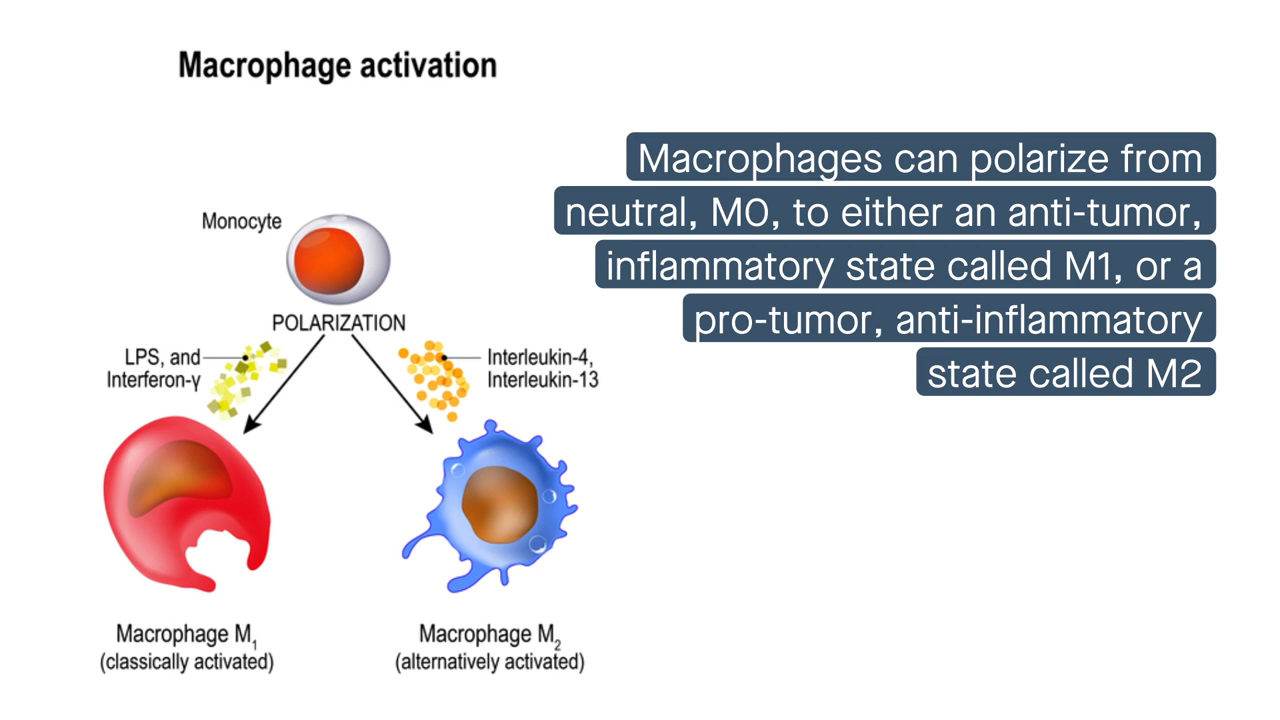 Macrophage activation
Macrophages can polarize from
neutral, M0, to either an anti-tumor,
inflammatory state called M1, or a
pro-tumor, anti-inflammatory
state called M2
Monocyte
POLARIZATION
LPS, and
Interferon-γ
Interleukin-4,
Interleukin-13
Macrophage M₁
(classically activated)
Macrophage M₂
(alternatively activated)